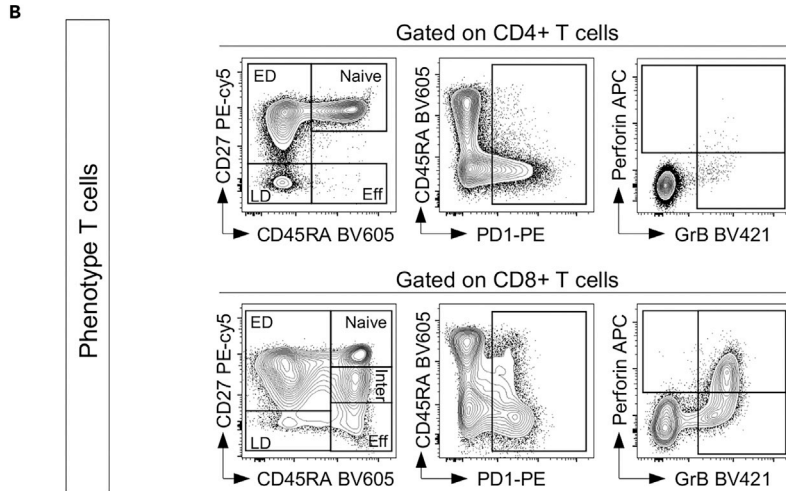 B
Phenotype T cells
Gated on CD4+ T cells
CD27 PE-cy5
ED
Naive
LD
Eff
CD45RA BV605
CD45RA BV605
PD1-PE
Perforin APC
GrB BV421
Gated on CD8+ T cells
CD27 PE-cy5
ED
Naive
Inter
LD
Eff
CD45RA BV605
CD45RA BV605
PD1-PE
Perforin APC
GrB BV421